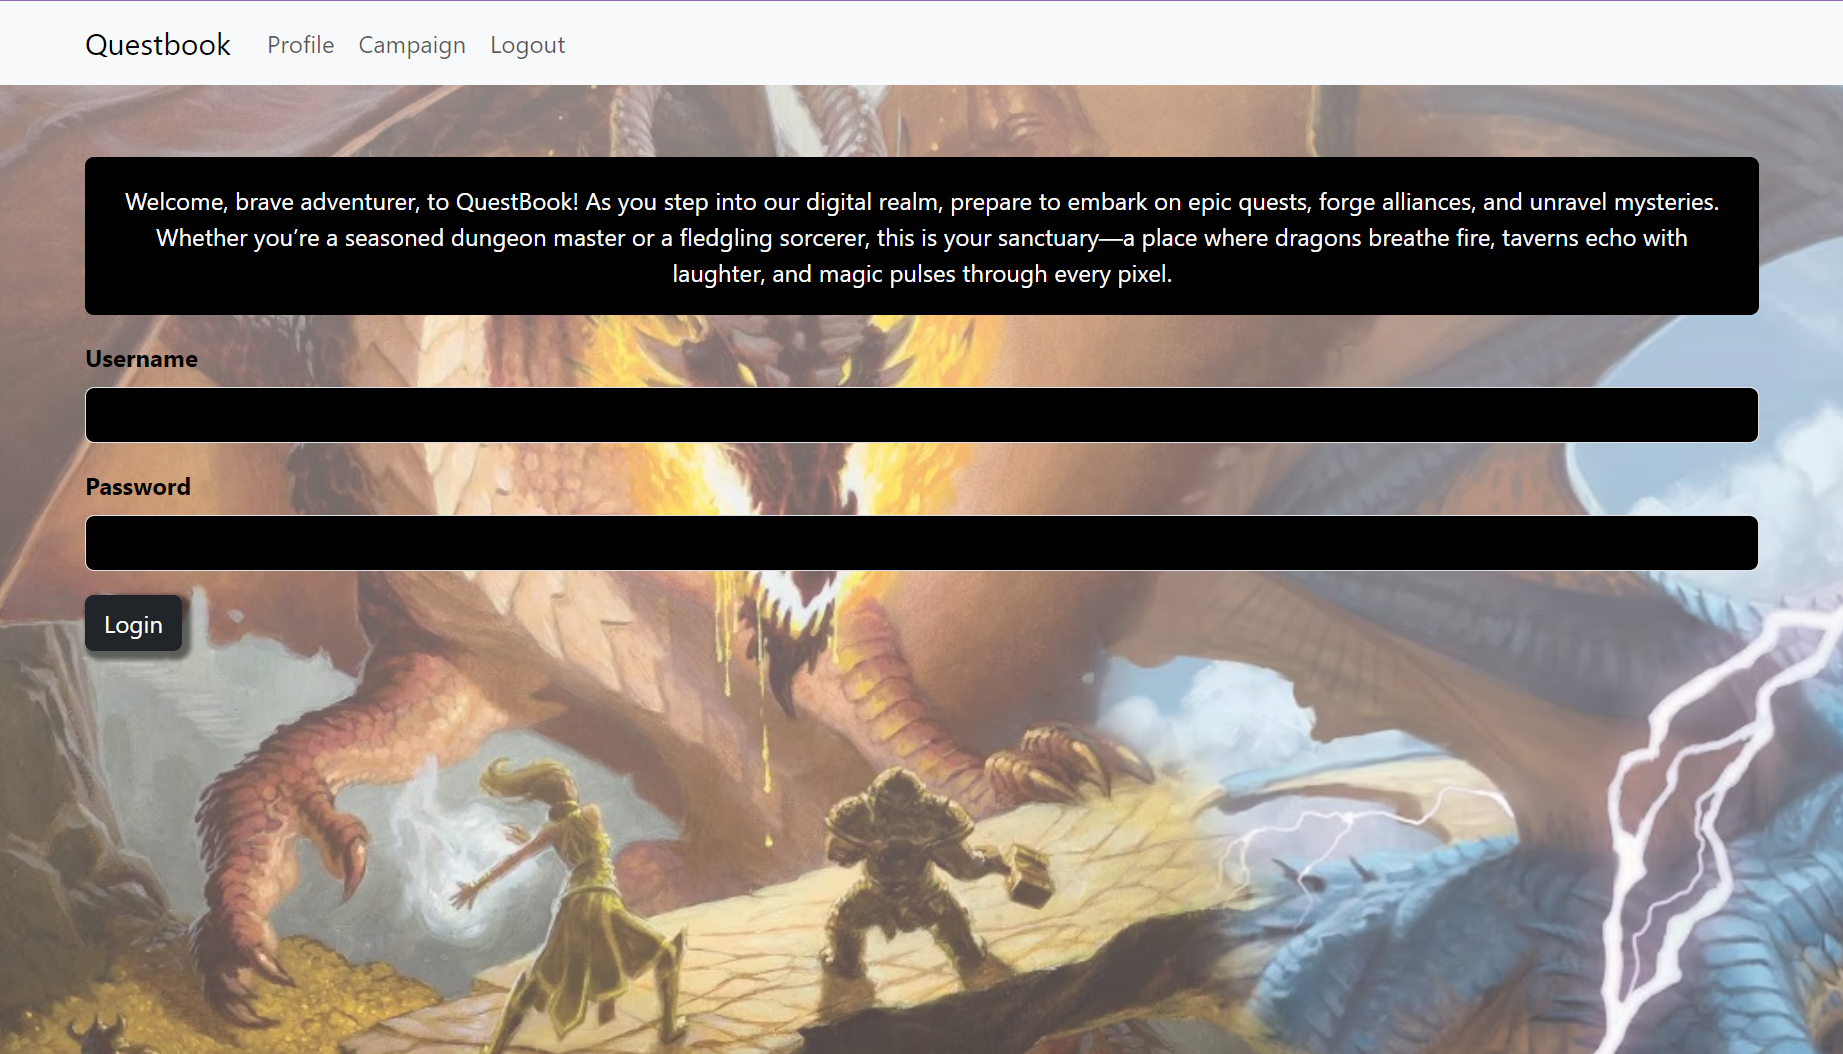 Questbook Profile Campaign Logout
Welcome, brave adventurer, to QuestBook! As you step into our digital realm, prepare to embark on epic quests, forge alliances, and unravel mysteries.
Whether you’re a seasoned dungeon master or a fledgling sorcerer, this is your sanctuary—a place where dragons breathe fire, taverns echo with
laughter, and magic pulses through every pixel.
Username
Password
Login